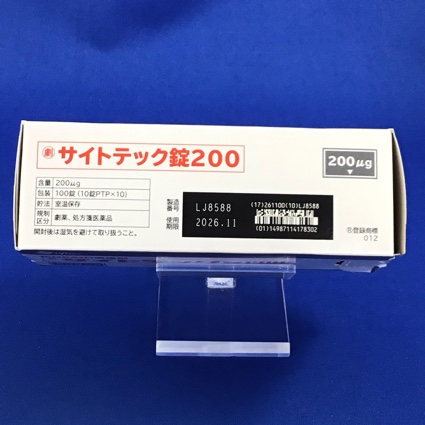 劇 サイトテック錠200
200μg
含量 200μg
包装 100錠(10錠PTP×10)
貯法 室温保存
規制区分 劇薬、処方箋医薬品
開封後は湿気を避けて取り扱うこと。
製造番号 LJ8588
使用期限 2026.11
(17)261100(10)LJ8588
(01)14987114178302
®登録商標
012